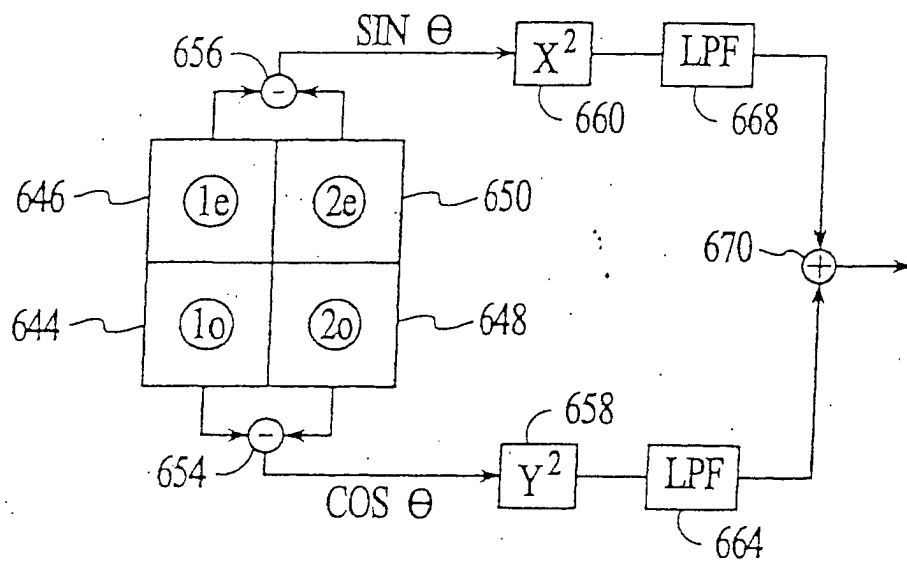 656
SIN Θ
X²
LPF
660
668
646
1e
2e
650
670
+
644
1o
2o
648
654
COS Θ
658
Y²
LPF
664